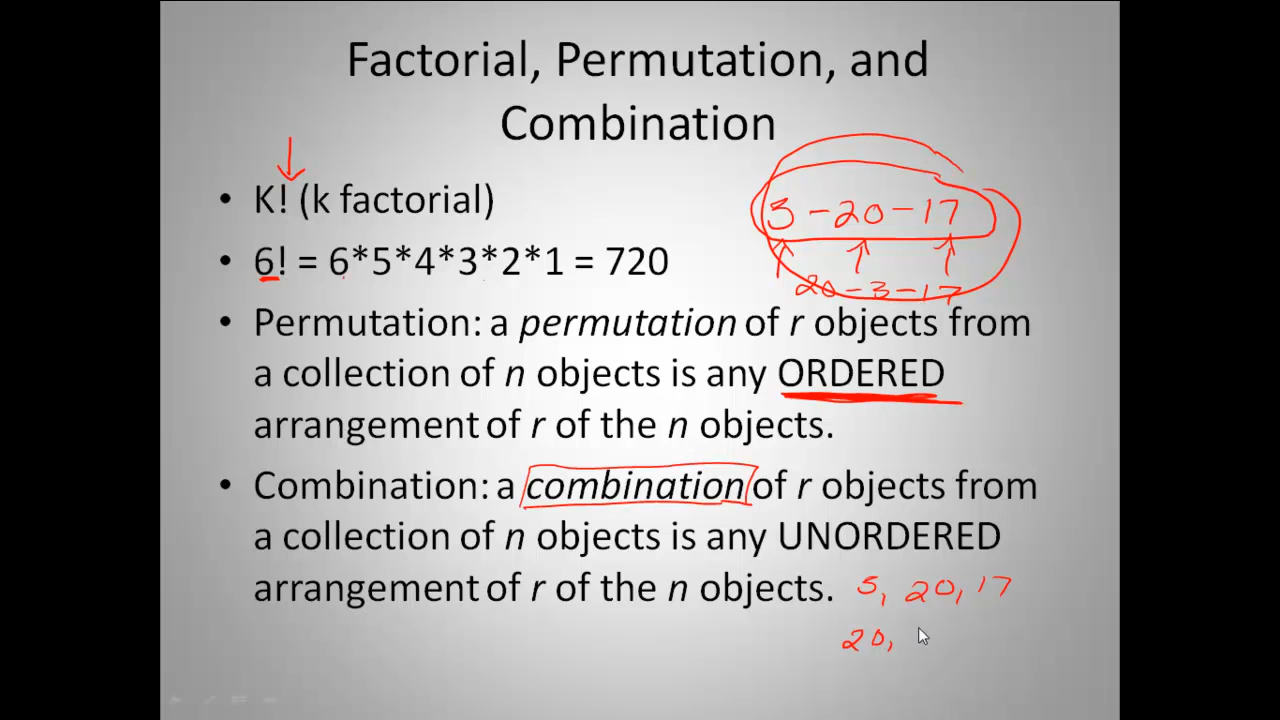 Factorial, Permutation, and
Combination
• K! (k factorial)
3 - 20 - 17
• 6! = 6*5*4*3*2*1 = 720
20 - 3 - 17
• Permutation: a permutation of r objects from
a collection of n objects is any ORDERED
arrangement of r of the n objects.
• Combination: a combination of r objects from
a collection of n objects is any UNORDERED
arrangement of r of the n objects.
5, 20, 17
20,